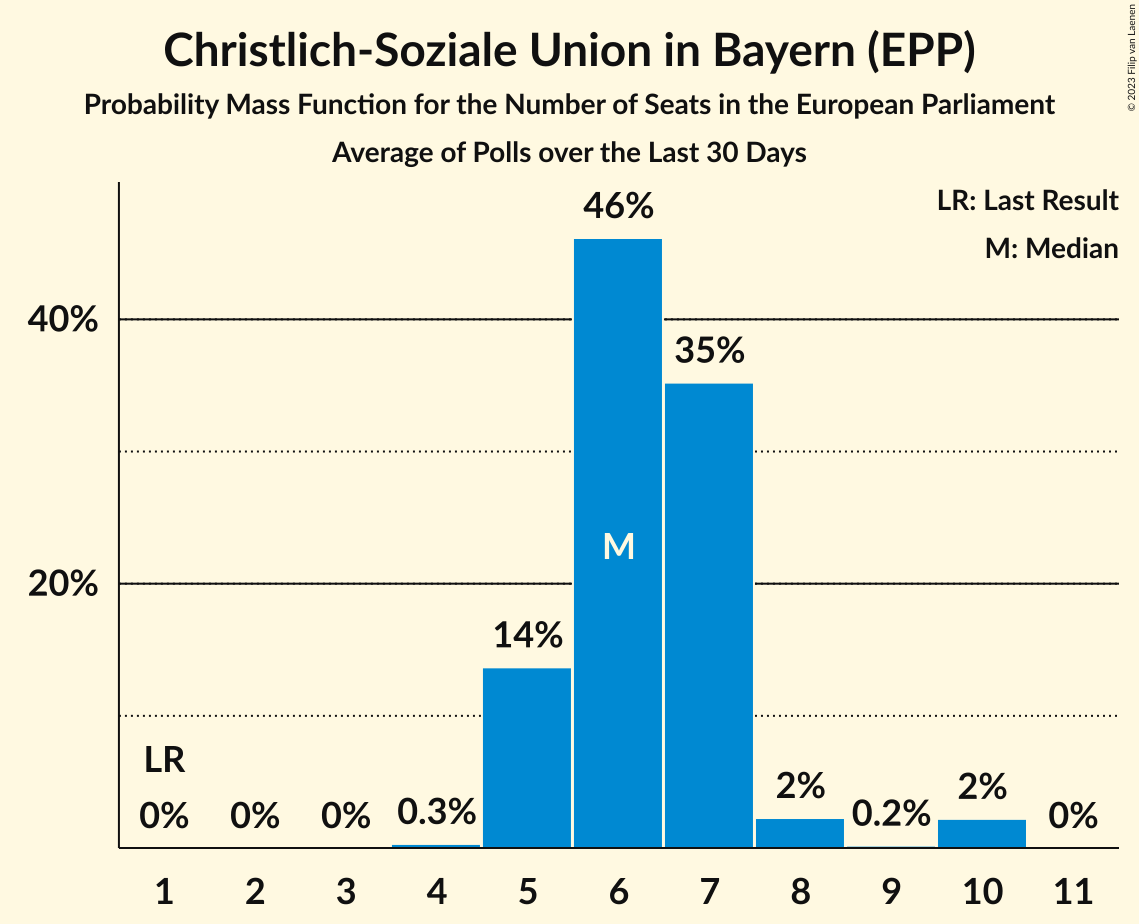 Christlich-Soziale Union in Bayern (EPP)
Probability Mass Function for the Number of Seats in the European Parliament
Average of Polls over the Last 30 Days
© 2023 Filip van Laenen
LR: Last Result
M: Median
46%
40%
35%
M
20%
14%
LR
0%
0%
0%
0.3%
2%
0.2%
2%
0%
1 2 3 4 5 6 7 8 9 10 11